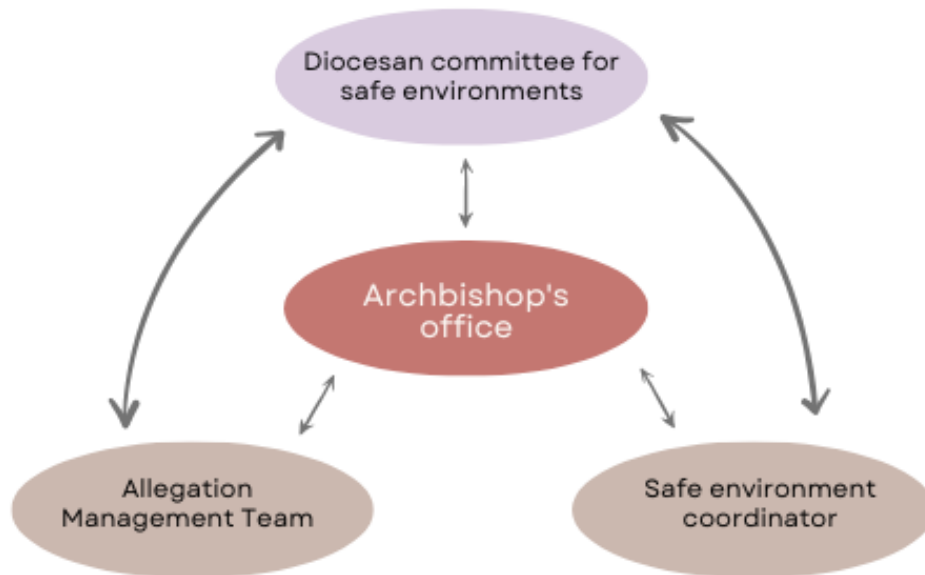 Diocesan committee for
safe environments
Archbishop's
office
Allegation
Management Team
Safe environment
coordinator